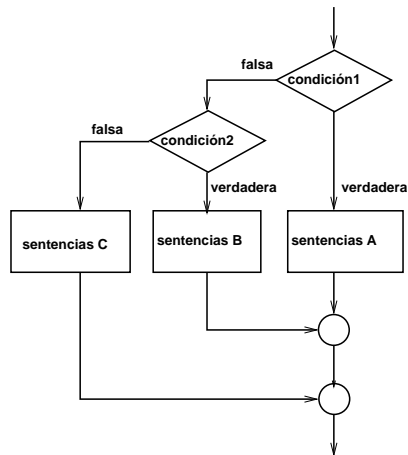 falsa
condición1
falsa
condición2
verdadera
verdadera
sentencias C
sentencias B
sentencias A